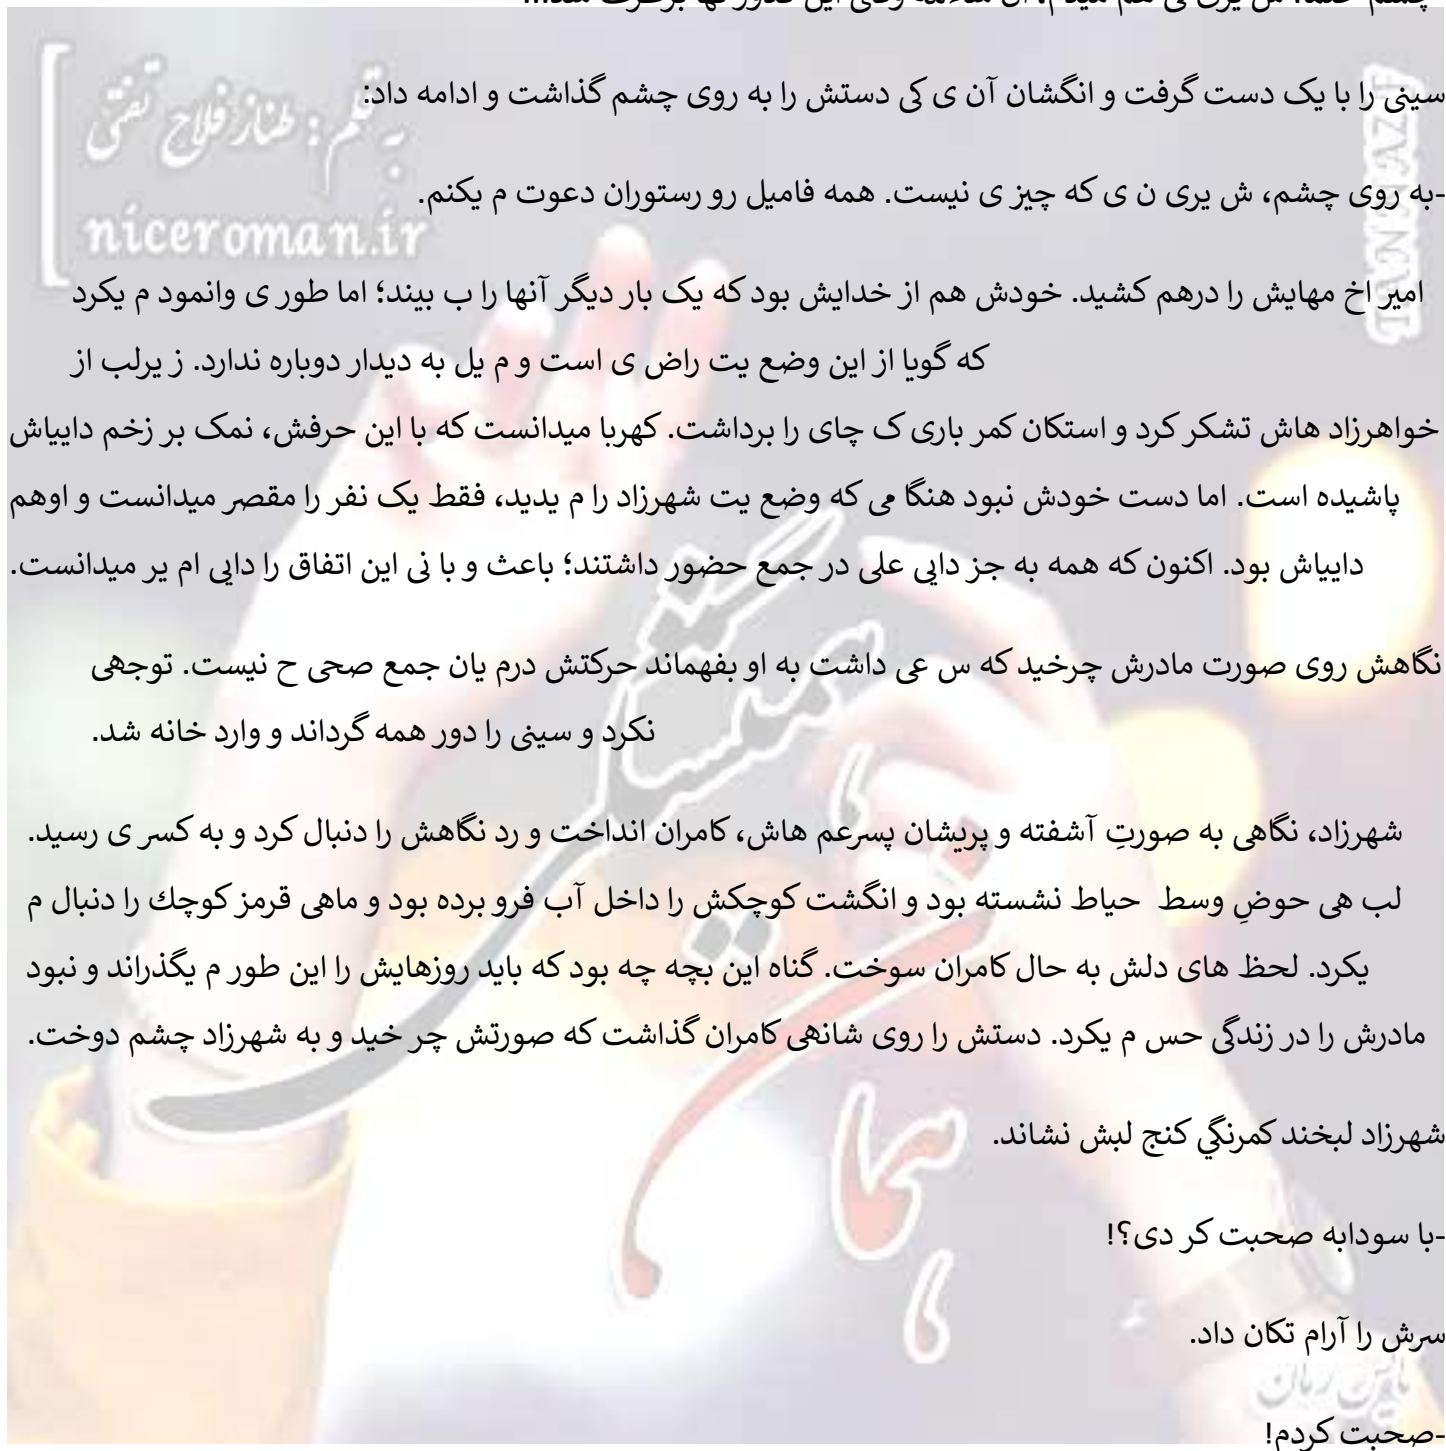 سینی را با یک دست گرفت و انگشان آن ی کی دستش را به روی چشم گذاشت و ادامه داد:
-به روی چشم، ش یری ن ی که چیز ی نیست. همه فامیل رو رستوران دعوت م یکنم.
امیر اخ مهایش را درهم کشید. خودش هم از خدایش بود که یک بار دیگر آنها را ب بیند؛ اما طور ی وانمود م یکرد
که گویا از این وضع یت راض ی است و م یل به دیدار دوباره ندارد. ز یرلب از
خواهرزاد هاش تشکر کرد و استکان کمر باری ک چای را برداشت. کهربا میدانست که با این حرفش، نمک بر زخم داییاش
پاشیده است. اما دست خودش نبود هنگا می که وضع یت شهرزاد را م یدید، فقط یک نفر را مقصر میدانست و اوهم
داییاش بود. اکنون که همه به جز دایی علی در جمع حضور داشتند؛ باعث و با نی این اتفاق را دایی ام یر میدانست.
نگاهش روی صورت مادرش چرخید که س عی داشت به او بفهماند حرکتش درم یان جمع صحی ح نیست. توجهی
نکرد و سینی را دور همه گرداند و وارد خانه شد.
شهرزاد، نگاهی به صورتِ آشفته و پریشان پسرعم هاش، کامران انداخت و رد نگاهش را دنبال کرد و به کسر ی رسید.
لب هی حوضِ وسط حیاط نشسته بود و انگشت کوچکش را داخل آب فرو برده بود و ماهی قرمز کوچك را دنبال م
یکرد. لحظ های دلش به حال کامران سوخت. گناه این بچه چه بود که باید روزهایش را این طور م یگذراند و نبود
مادرش را در زندگی حس م یکرد. دستش را روی شانهی کامران گذاشت که صورتش چر خید و به شهرزاد چشم دوخت.
شهرزاد لبخند کمرنگي کنج لبش نشاند.
-با سودابه صحبت کر دی؟!
سرش را آرام تکان داد.
-صحبت کردم!
به قلم : طناز فلاح تفتی
niceroman.ir